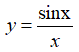 y = sinx/x